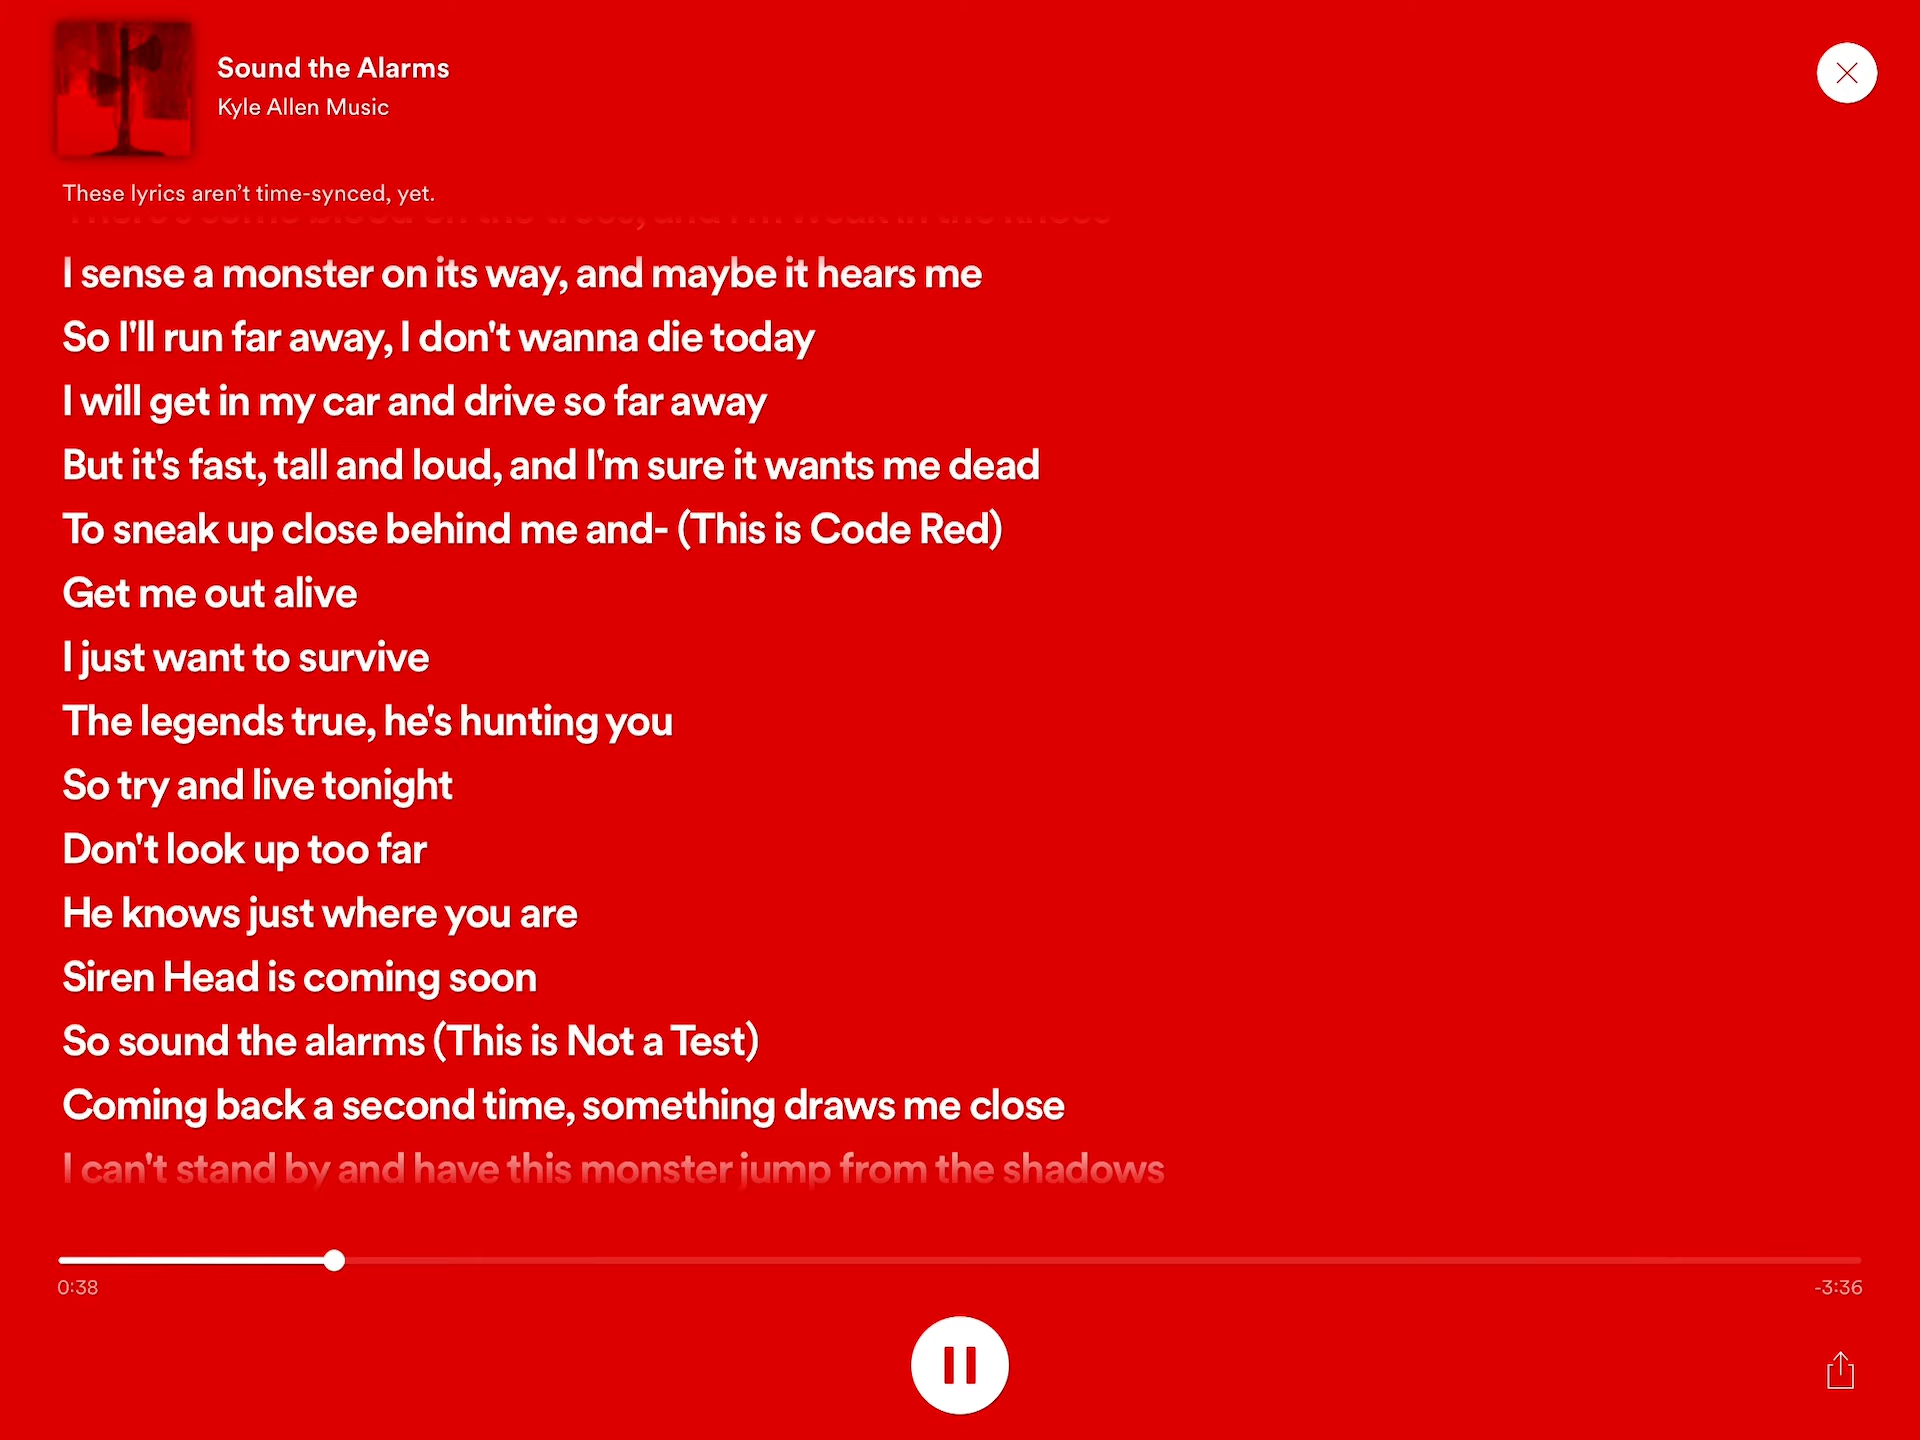 Sound the Alarms
Kyle Allen Music
These lyrics aren't time-synced, yet.
I sense a monster on its way, and maybe it hears me
So I'll run far away, I don't wanna die today
I will get in my car and drive so far away
But it's fast, tall and loud, and I'm sure it wants me dead
To sneak up close behind me and- (This is Code Red)
Get me out alive
I just want to survive
The legends true, he's hunting you
So try and live tonight
Don't look up too far
He knows just where you are
Siren Head is coming soon
So sound the alarms (This is Not a Test)
Coming back a second time, something draws me close
I can't stand by and have this monster jump from the shadows
0:38
-3:36